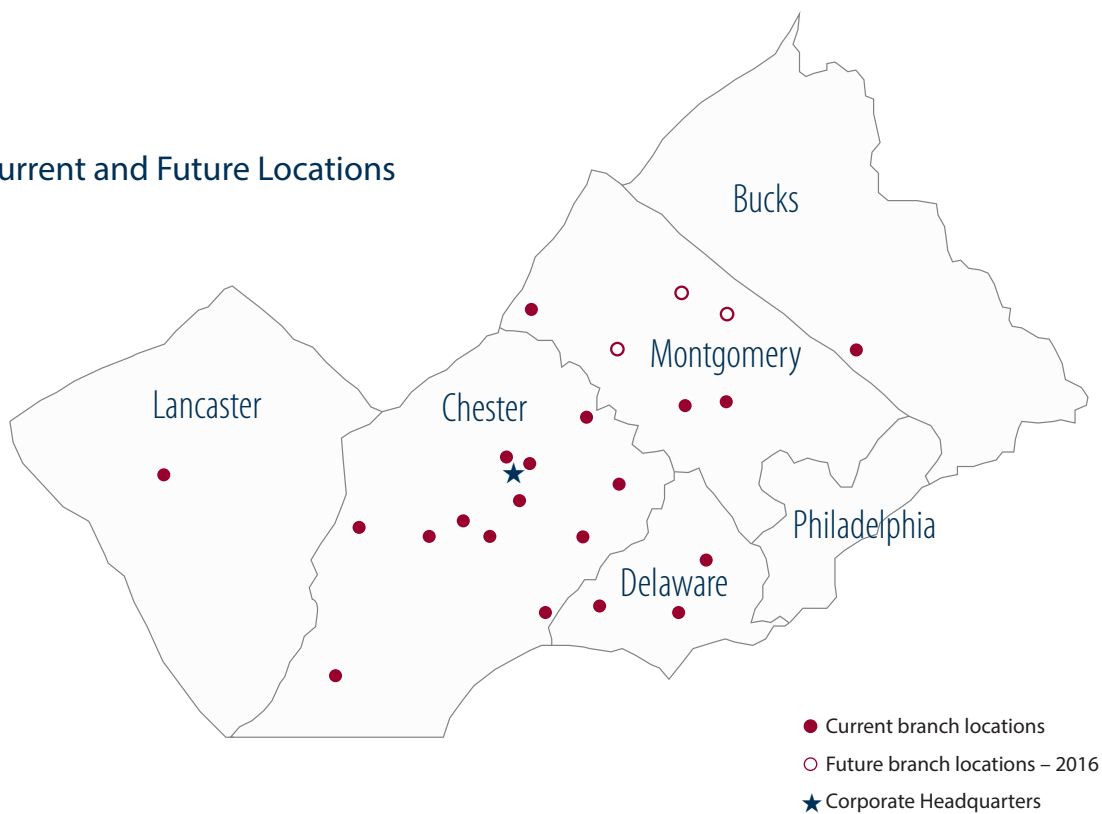 urrent and Future Locations
Bucks
Montgomery
Lancaster
Chester
Philadelphia
Delaware
Current branch locations
Future branch locations – 2016
Corporate Headquarters